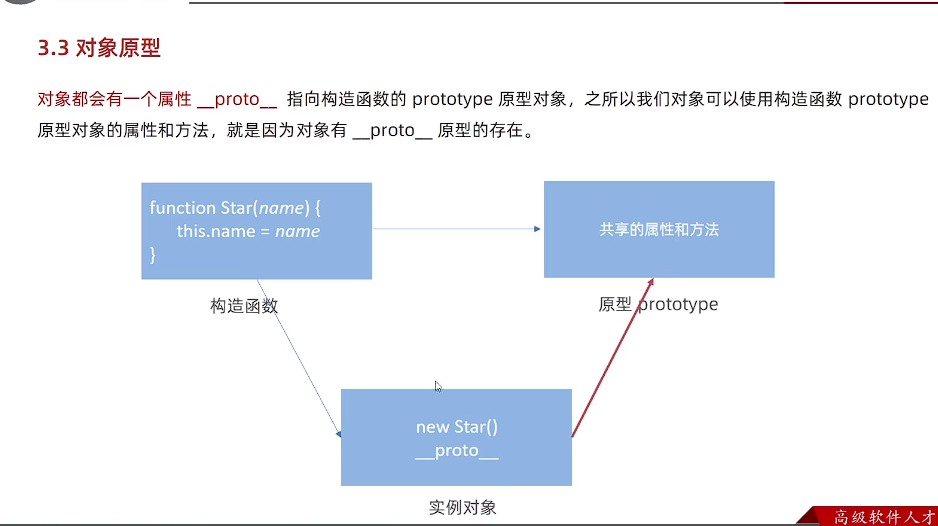 3.3 对象原型
对象都会有一个属性 __proto__ 指向构造函数的 prototype 原型对象，之所以我们对象可以使用构造函数 prototype
原型对象的属性和方法，就是因为对象有 __proto__ 原型的存在。
function Star(name) {
this.name = name
}
共享的属性和方法
构造函数
原型 prototype
new Star()
__proto__
实例对象
高级软件人才